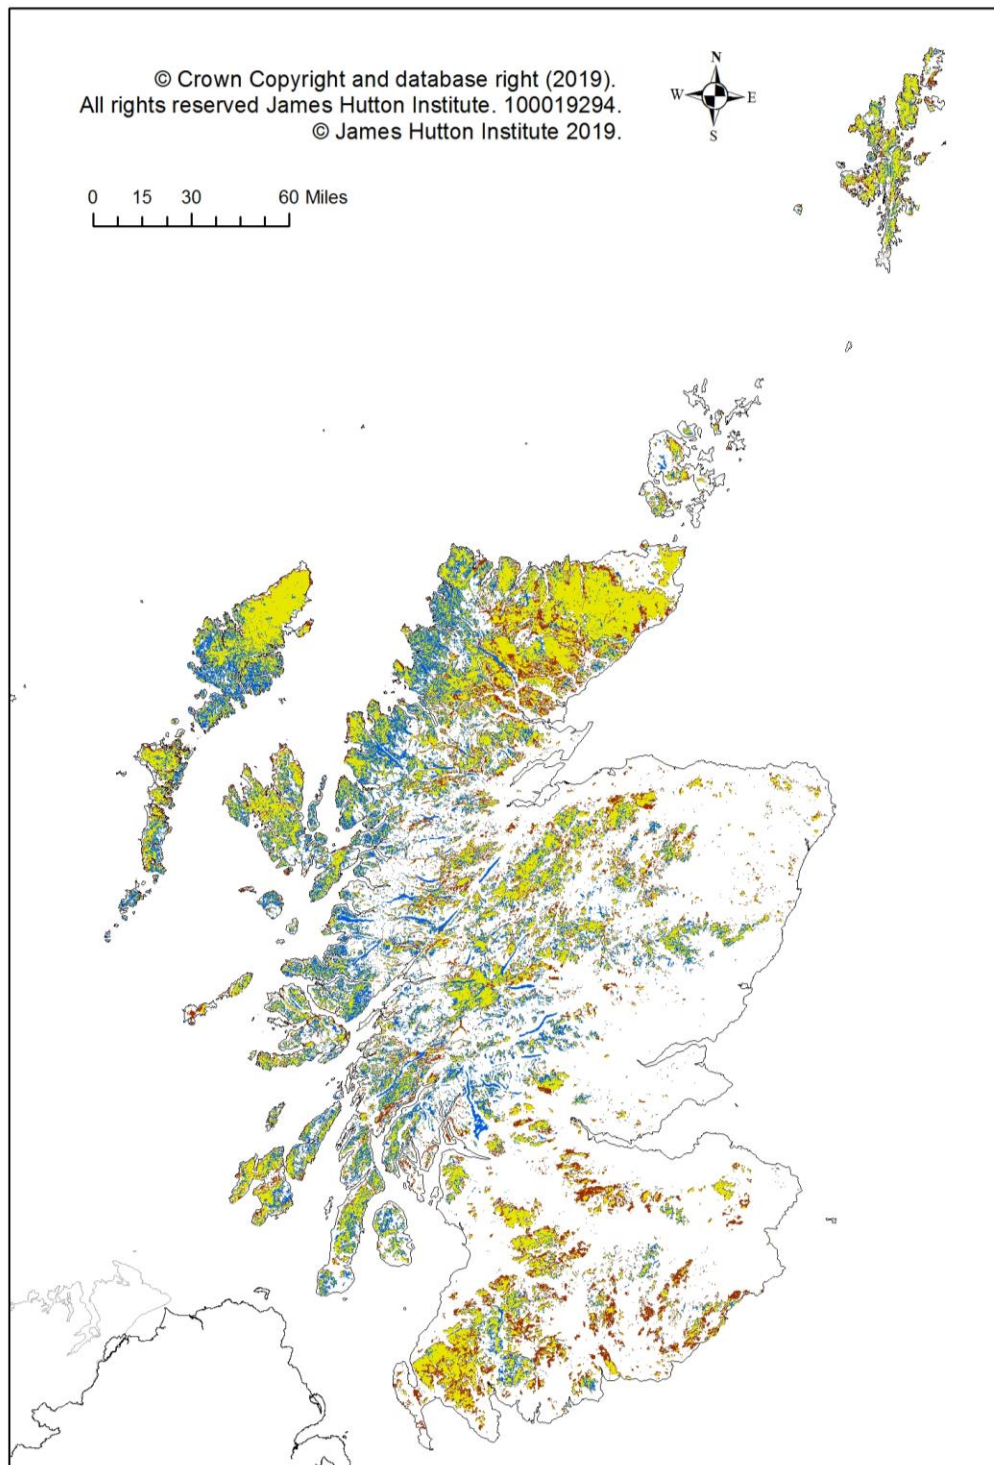 © Crown Copyright and database right (2019).
All rights reserved James Hutton Institute. 100019294.
© James Hutton Institute 2019.
N
W E
S
0 15 30 60 Miles